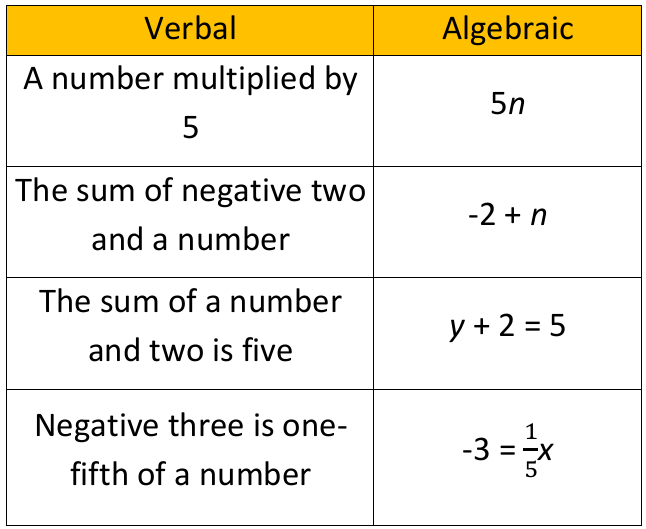 Verbal Algebraic
A number multiplied by
5
5n
The sum of negative two
and a number
-2 + n
The sum of a number
and two is five
y + 2 = 5
Negative three is one-
fifth of a number
-3 = 1/5x